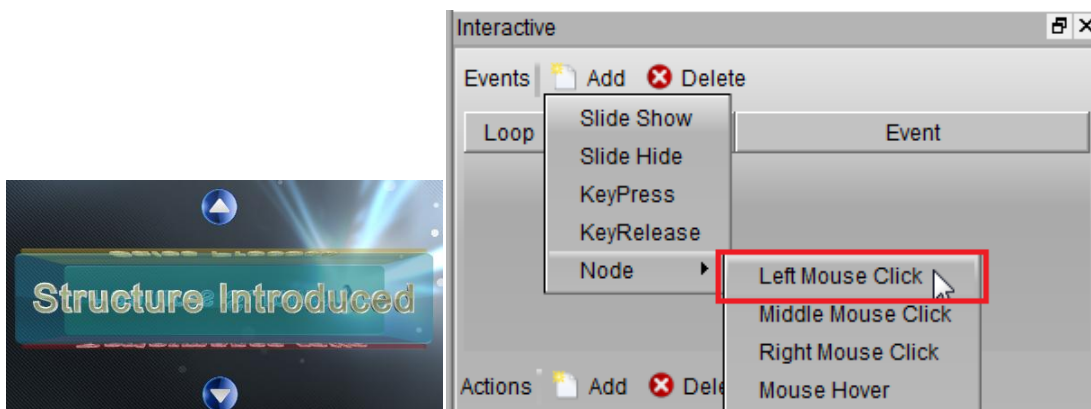 Structure Introduced
Interactive
Events Add Delete
Loop Event
Slide Show
Slide Hide
KeyPress
KeyRelease
Node
Left Mouse Click
Middle Mouse Click
Right Mouse Click
Mouse Hover
Actions Add